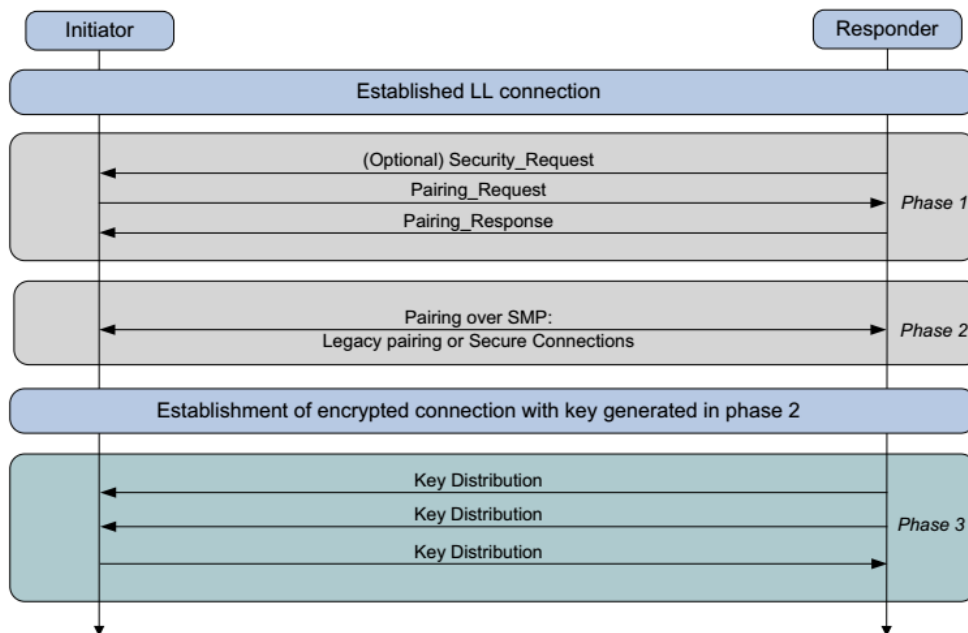 Initiator
Responder
Established LL connection
(Optional) Security_Request
Pairing_Request
Phase 1
Pairing_Response
Pairing over SMP:
Phase 2
Legacy pairing or Secure Connections
Establishment of encrypted connection with key generated in phase 2
Key Distribution
Key Distribution
Phase 3
Key Distribution